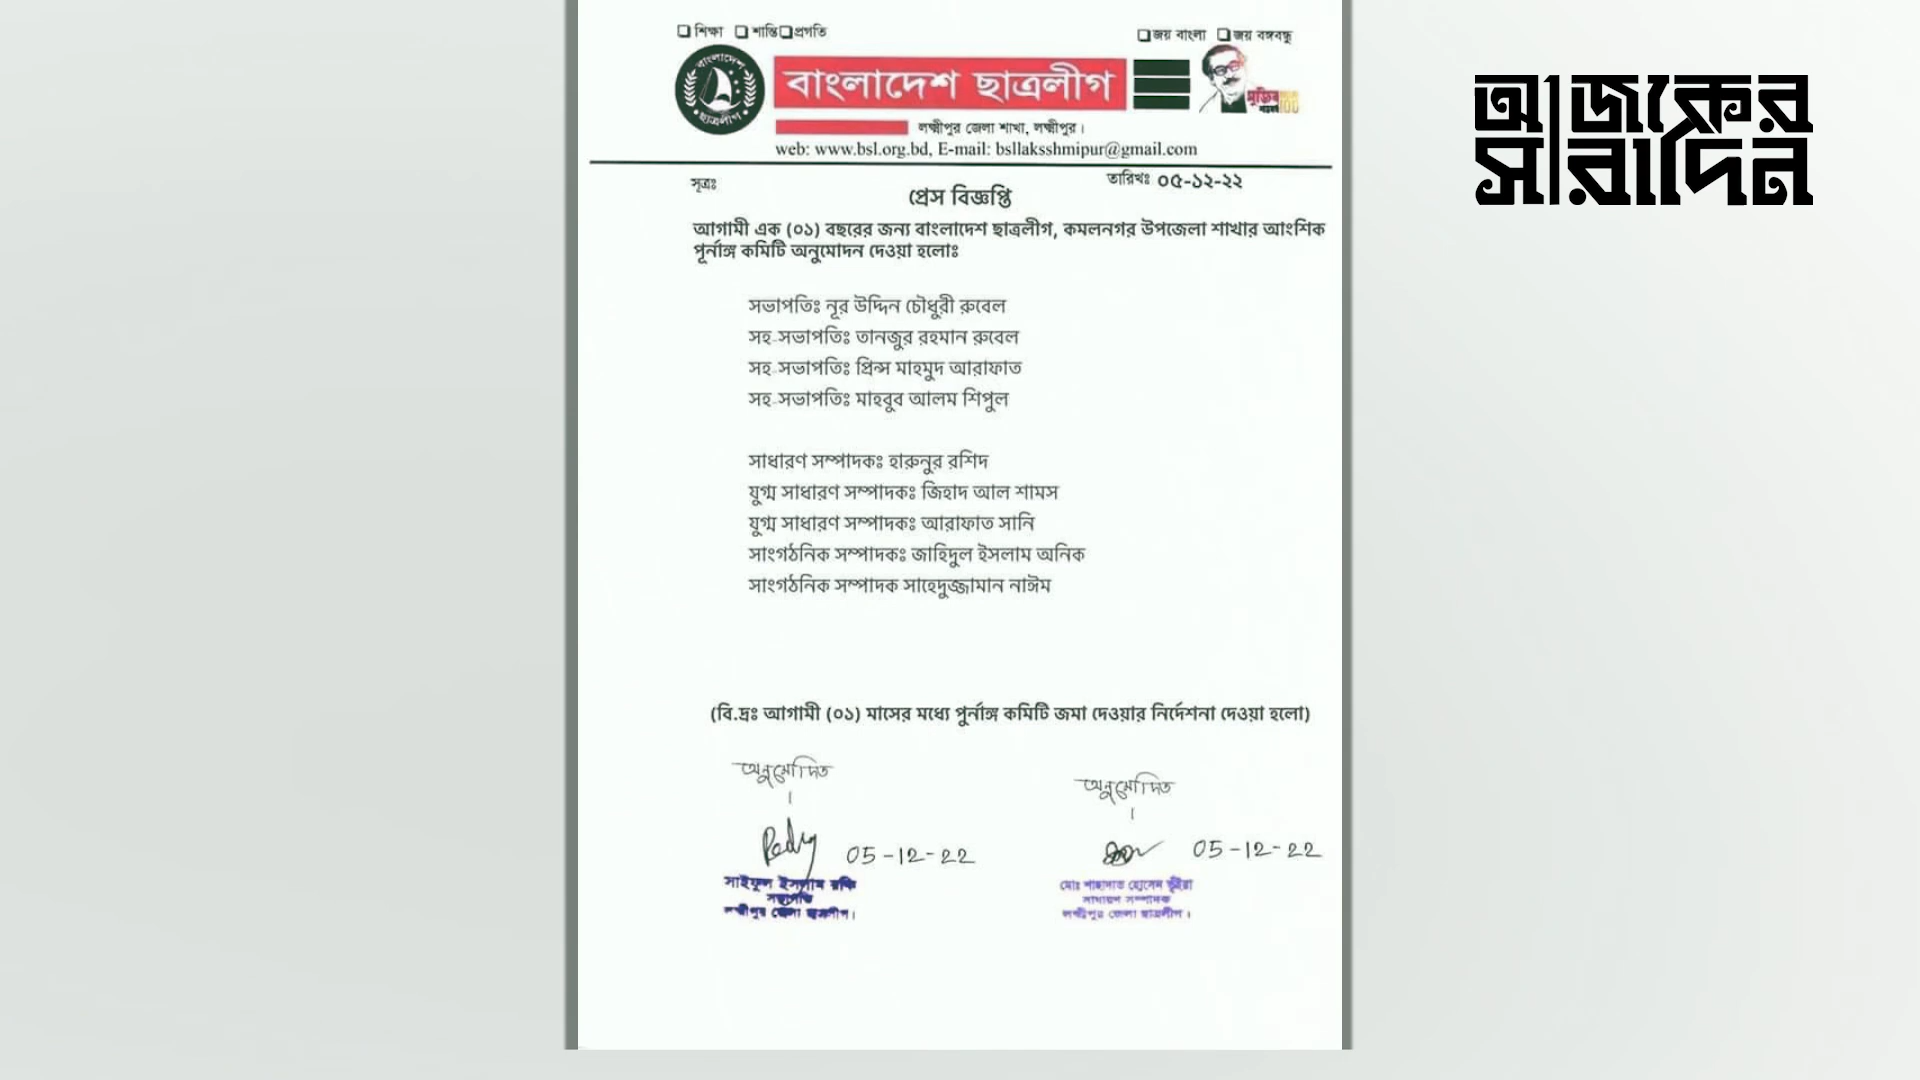 শিক্ষা শান্তি প্রগতি
জয় বাংলা জয় বঙ্গবন্ধু
বাংলাদেশ
ছাত্রলীগ
বাংলাদেশ ছাত্রলীগ
মুজিব
100
লক্ষ্মীপুর জেলা শাখা, লক্ষ্মীপুর।
web: www.bsl.org.bd, E-mail: bsllaksshmipur@gmail.com
আজকের
সারাদিন
সূত্রঃ
তারিখঃ ০৫-১২-২২
প্রেস বিজ্ঞপ্তি
আগামী এক (০১) বছরের জন্য বাংলাদেশ ছাত্রলীগ, কমলনগর উপজেলা শাখার আংশিক
পূর্নাঙ্গ কমিটি অনুমোদন দেওয়া হলোঃ
সভাপতিঃ নূর উদ্দিন চৌধুরী রুবেল
সহ-সভাপতিঃ তানজুর রহমান রুবেল
সহ-সভাপতিঃ প্রিন্স মাহমুদ আরাফাত
সহ-সভাপতিঃ মাহবুব আলম শিপুল
সাধারণ সম্পাদকঃ হারুনুর রশিদ
যুগ্ম সাধারণ সম্পাদকঃ জিহাদ আল শামস
যুগ্ম সাধারণ সম্পাদকঃ আরাফাত সানি
সাংগঠনিক সম্পাদকঃ জাহিদুল ইসলাম অনিক
সাংগঠনিক সম্পাদক সাহেদুজ্জামান নাঈম
(বি.দ্রঃ আগামী (০১) মাসের মধ্যে পুর্নাঙ্গ কমিটি জমা দেওয়ার নির্দেশনা দেওয়া হলো)
অনুমোদিত
।
05-12-22
সাইফুল ইসলাম রকি
সভাপতি
লক্ষ্মীপুর জেলা ছাত্রলীগ।
অনুমোদিত
।
05-12-22
মোঃ শাহাদাত হোসেন ভূঁইয়া
সাধারণ সম্পাদক
লক্ষ্মীপুর জেলা ছাত্রলীগ।